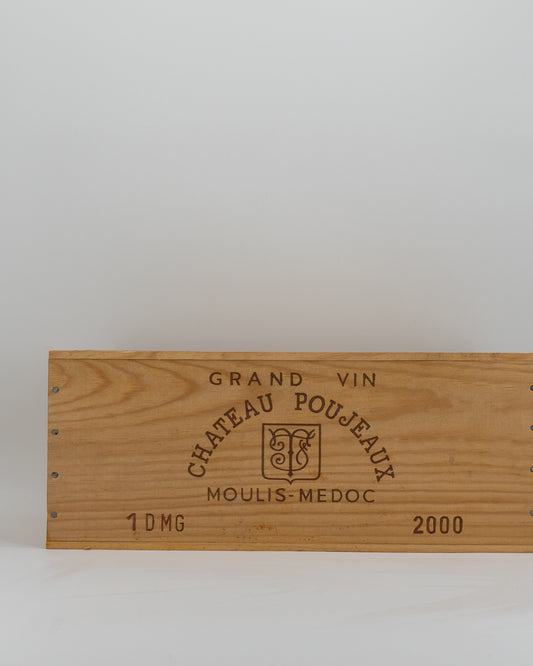 GRAND VIN
CHATEAU POUJEAUX
MOULIS-MEDOC
1 DMG 2000